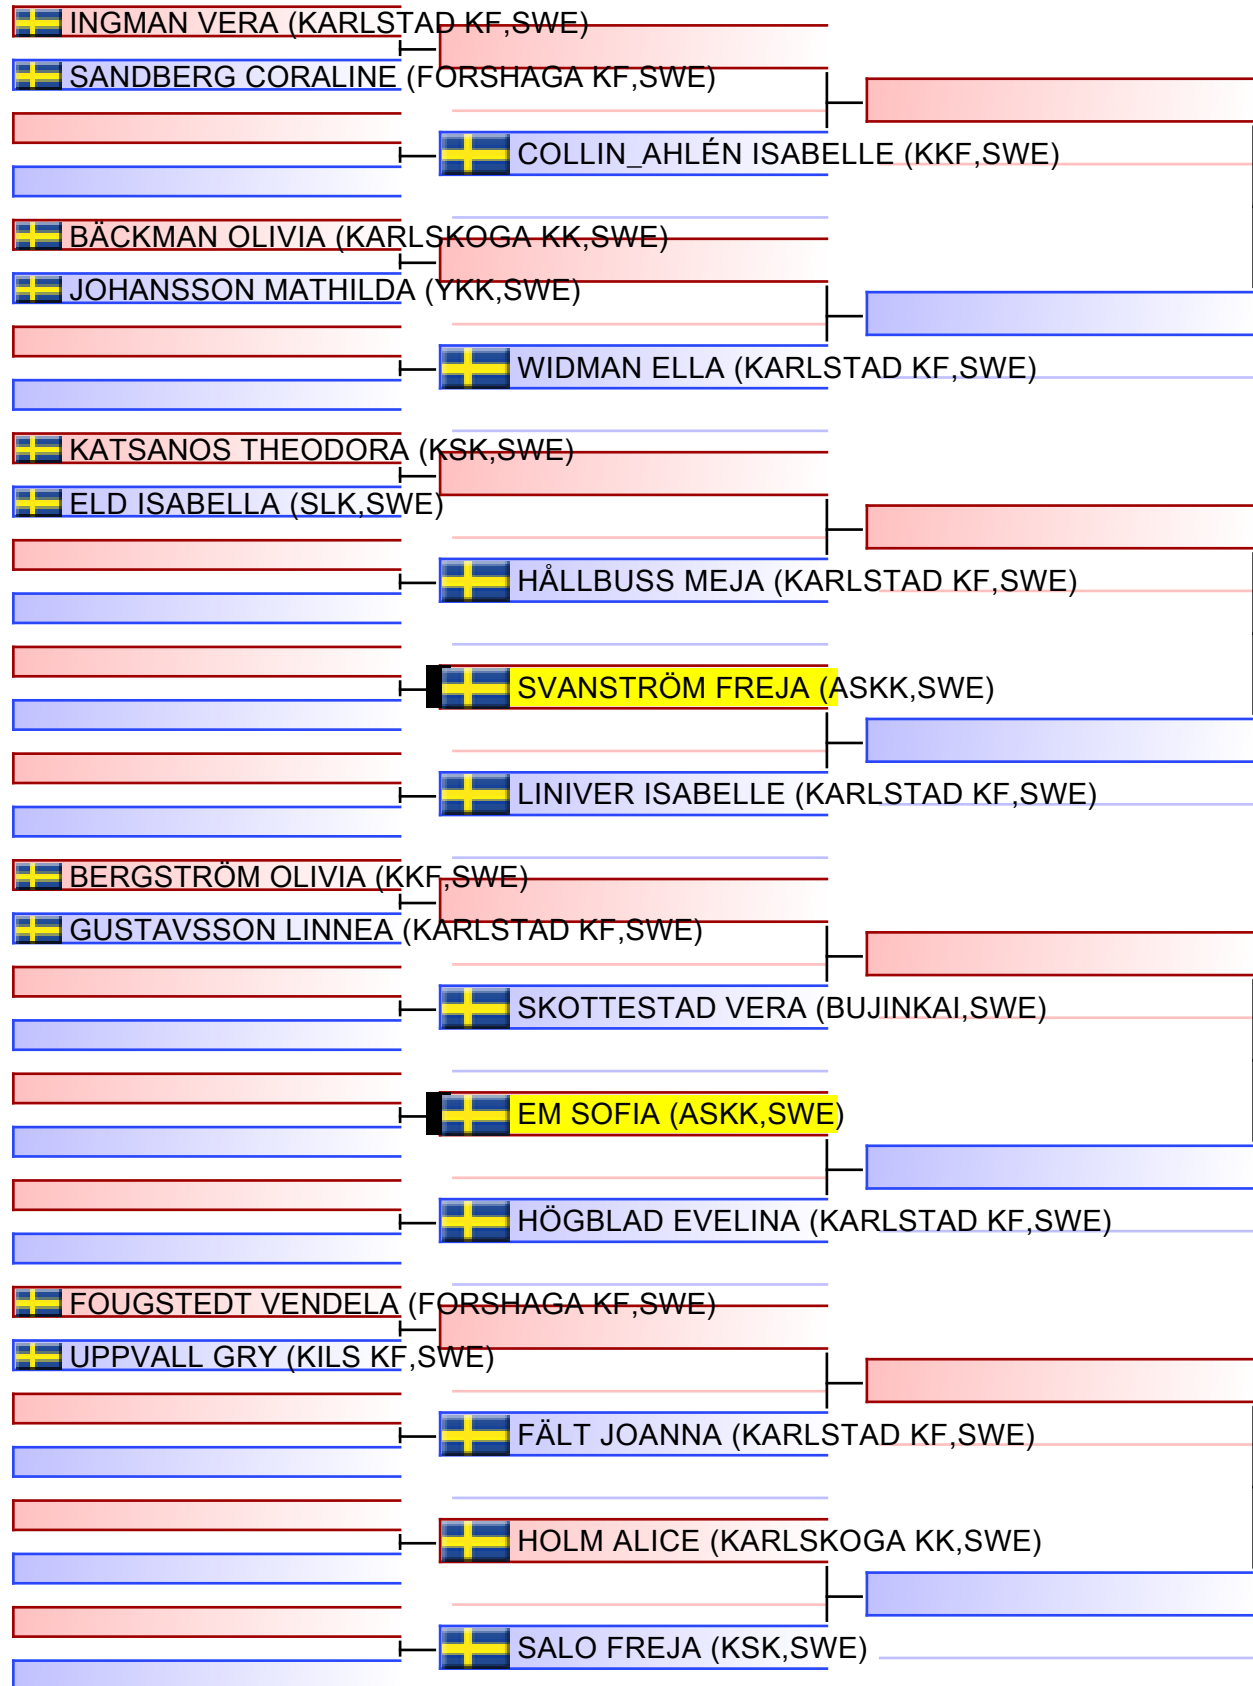 INGMAN VERA (KARLSTAD KF,SWE)
SANDBERG CORALINE (FORSHAGA KF,SWE)
COLLIN_AHLÉN ISABELLE (KKF,SWE)
BÄCKMAN OLIVIA (KARLSKOGA KK,SWE)
JOHANSSON MATHILDA (YKK,SWE)
WIDMAN ELLA (KARLSTAD KF,SWE)
KATSANOS THEODORA (KSK,SWE)
ELD ISABELLA (SLK,SWE)
HÅLLBUSS MEJA (KARLSTAD KF,SWE)
SVANSTRÖM FREJA (ASKK,SWE)
LINIVER ISABELLE (KARLSTAD KF,SWE)
BERGSTRÖM OLIVIA (KKF,SWE)
GUSTAVSSON LINNEA (KARLSTAD KF,SWE)
SKOTTESTAD VERA (BUJINKAI,SWE)
EM SOFIA (ASKK,SWE)
HÖGBLAD EVELINA (KARLSTAD KF,SWE)
FOUGSTEDT VENDELA (FORSHAGA KF,SWE)
UPPVALL GRY (KILS KF,SWE)
FÄLT JOANNA (KARLSTAD KF,SWE)
HOLM ALICE (KARLSKOGA KK,SWE)
SALO FREJA (KSK,SWE)